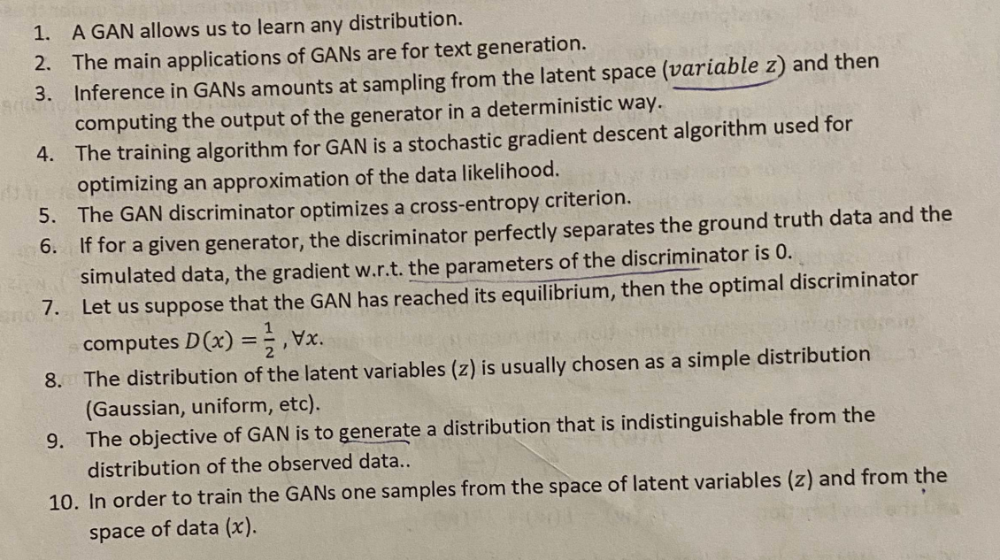 1. A GAN allows us to learn any distribution.
2. The main applications of GANs are for text generation.
3. Inference in GANs amounts at sampling from the latent space (variable z) and then
computing the output of the generator in a deterministic way.
4. The training algorithm for GAN is a stochastic gradient descent algorithm used for
optimizing an approximation of the data likelihood.
5. The GAN discriminator optimizes a cross-entropy criterion.
6. If for a given generator, the discriminator perfectly separates the ground truth data and the
simulated data, the gradient w.r.t. the parameters of the discriminator is 0.
7. Let us suppose that the GAN has reached its equilibrium, then the optimal discriminator
computes D(x) = 1/2, ∀x.
8. The distribution of the latent variables (z) is usually chosen as a simple distribution
(Gaussian, uniform, etc).
9. The objective of GAN is to generate a distribution that is indistinguishable from the
distribution of the observed data..
10. In order to train the GANs one samples from the space of latent variables (z) and from the
space of data (x).